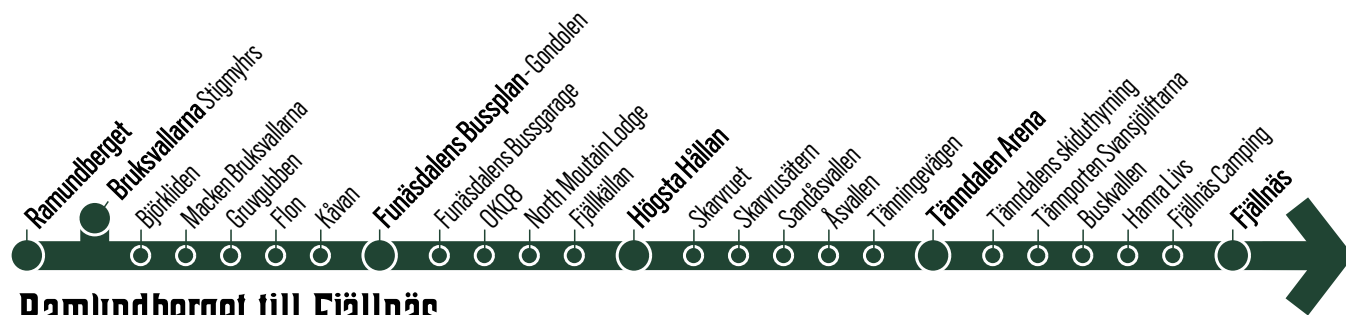 Ramundberget
Bruksvallarna Stigmyhrs
Björkliden
Macken Bruksvallarna
Gruvgubben
Flon
Kåvan
Funäsdalens Bussplan - Gondolen
Funäsdalens Bussgarage
OKQ8
North Moutain Lodge
Fjällkällan
Högsta Hållan
Skarvruet
Skarvrusätern
Sandåsvallen
Åsvallen
Tänningevägen
Tänndalen Arena
Tänndalens skiduthyrning
Tännporten Svansjöliftarna
Buskvallen
Hamra Livs
Fjällnäs Camping
Fjällnäs
Ramundberget till Fjällnäs